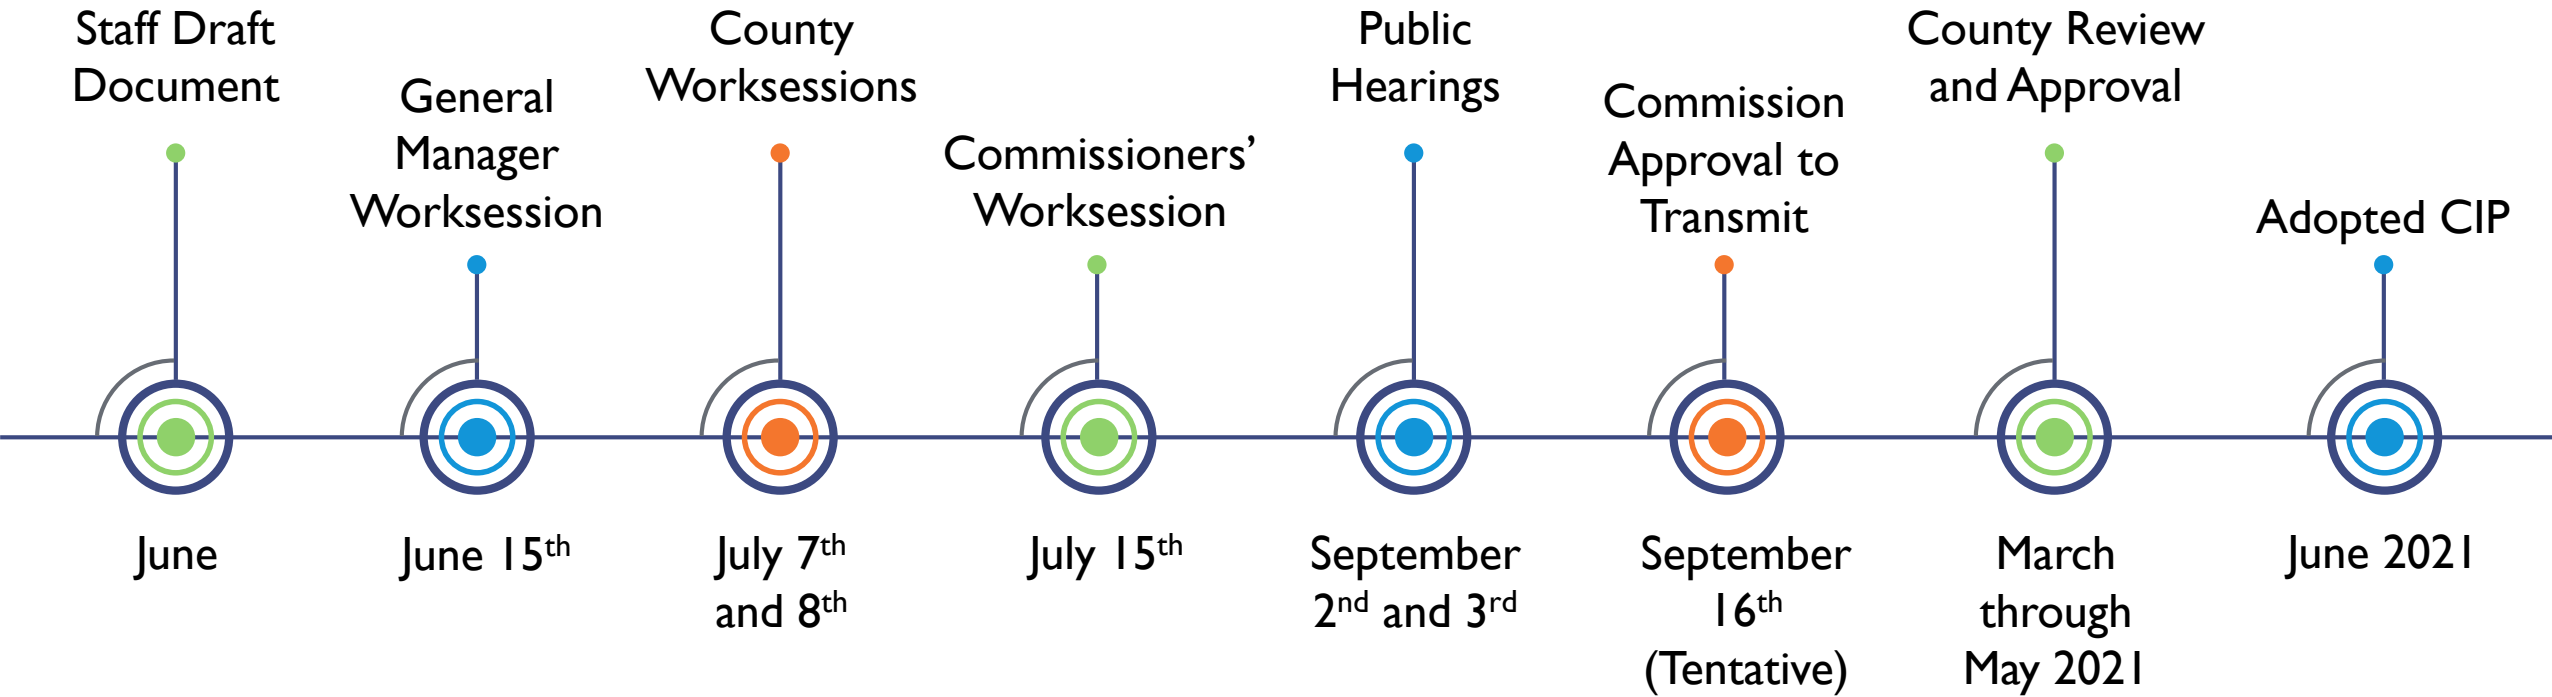 Staff Draft
Document
General
Manager
Worksession
County
Worksessions
Commissioners’
Worksession
Public
Hearings
Commission
Approval to
Transmit
County Review
and Approval
Adopted CIP
June
June 15th
July 7th
and 8th
July 15th
September
2nd and 3rd
September
16th
(Tentative)
March
through
May 2021
June 2021